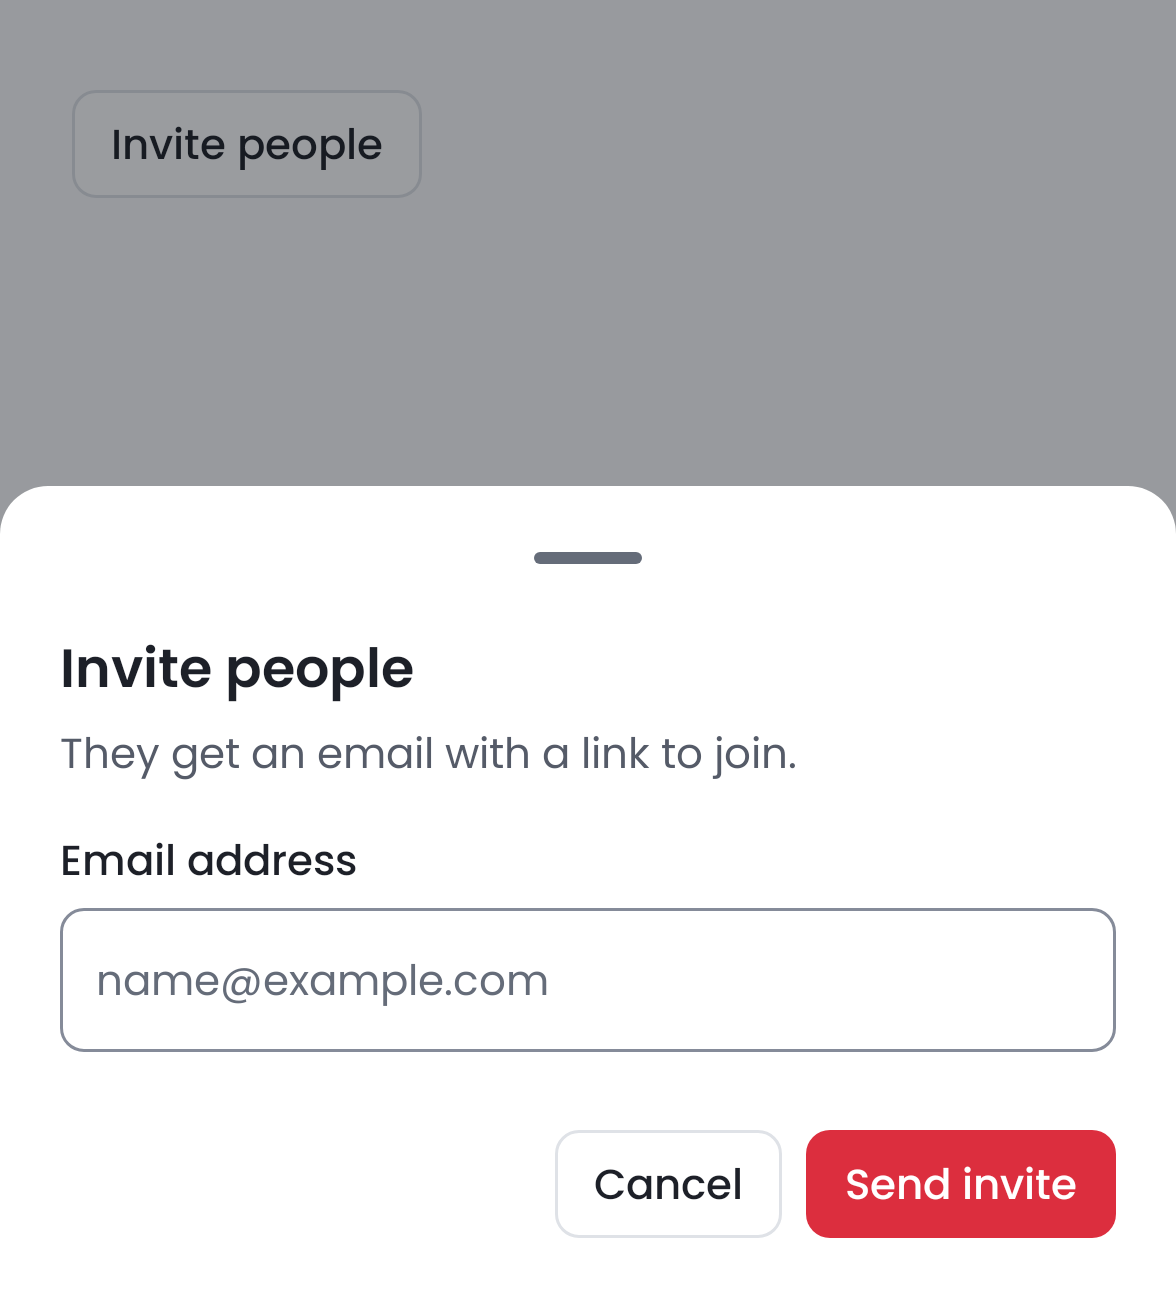 Invite people
Invite people
They get an email with a link to join.
Email address
name@example.com
Cancel
Send invite